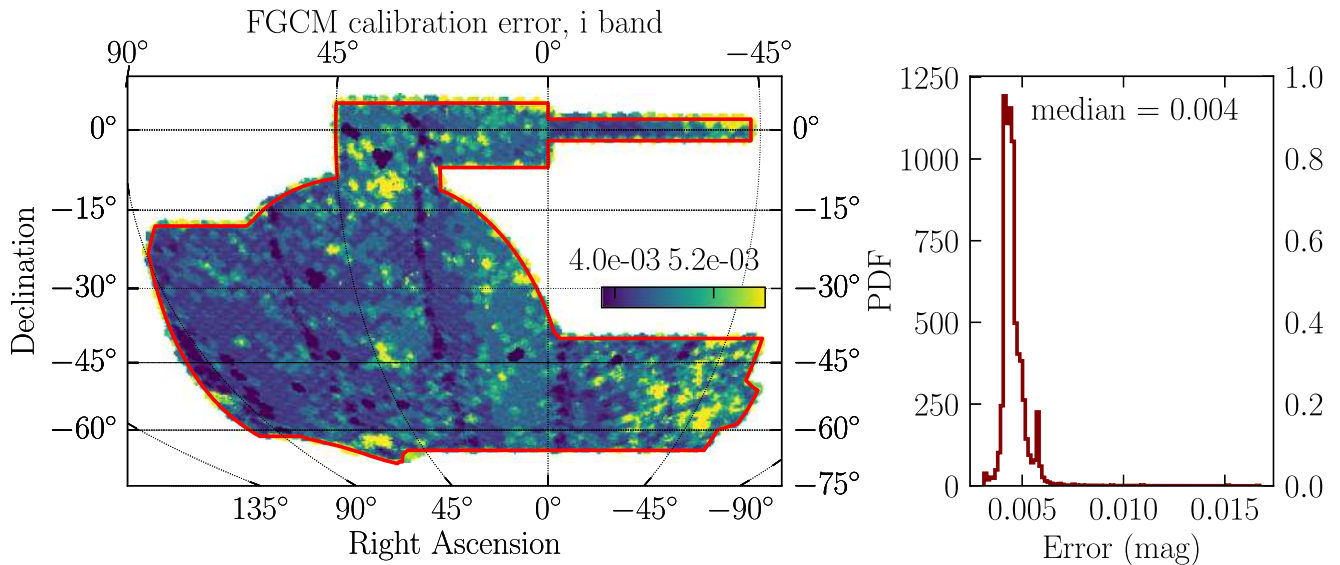 FGCM calibration error, i band
90° 45° 0° −45°
0° 0°
−15° −15°
−30° −30°
−45° −45°
−60° −60°
−75°
Declination
4.0e-03 5.2e-03
135° 90° 45° 0° −45° −90°
Right Ascension
median = 0.004
1250 1.0
1000 0.8
750 0.6
500 0.4
250 0.2
0 0.0
PDF
0.005 0.010 0.015
Error (mag)